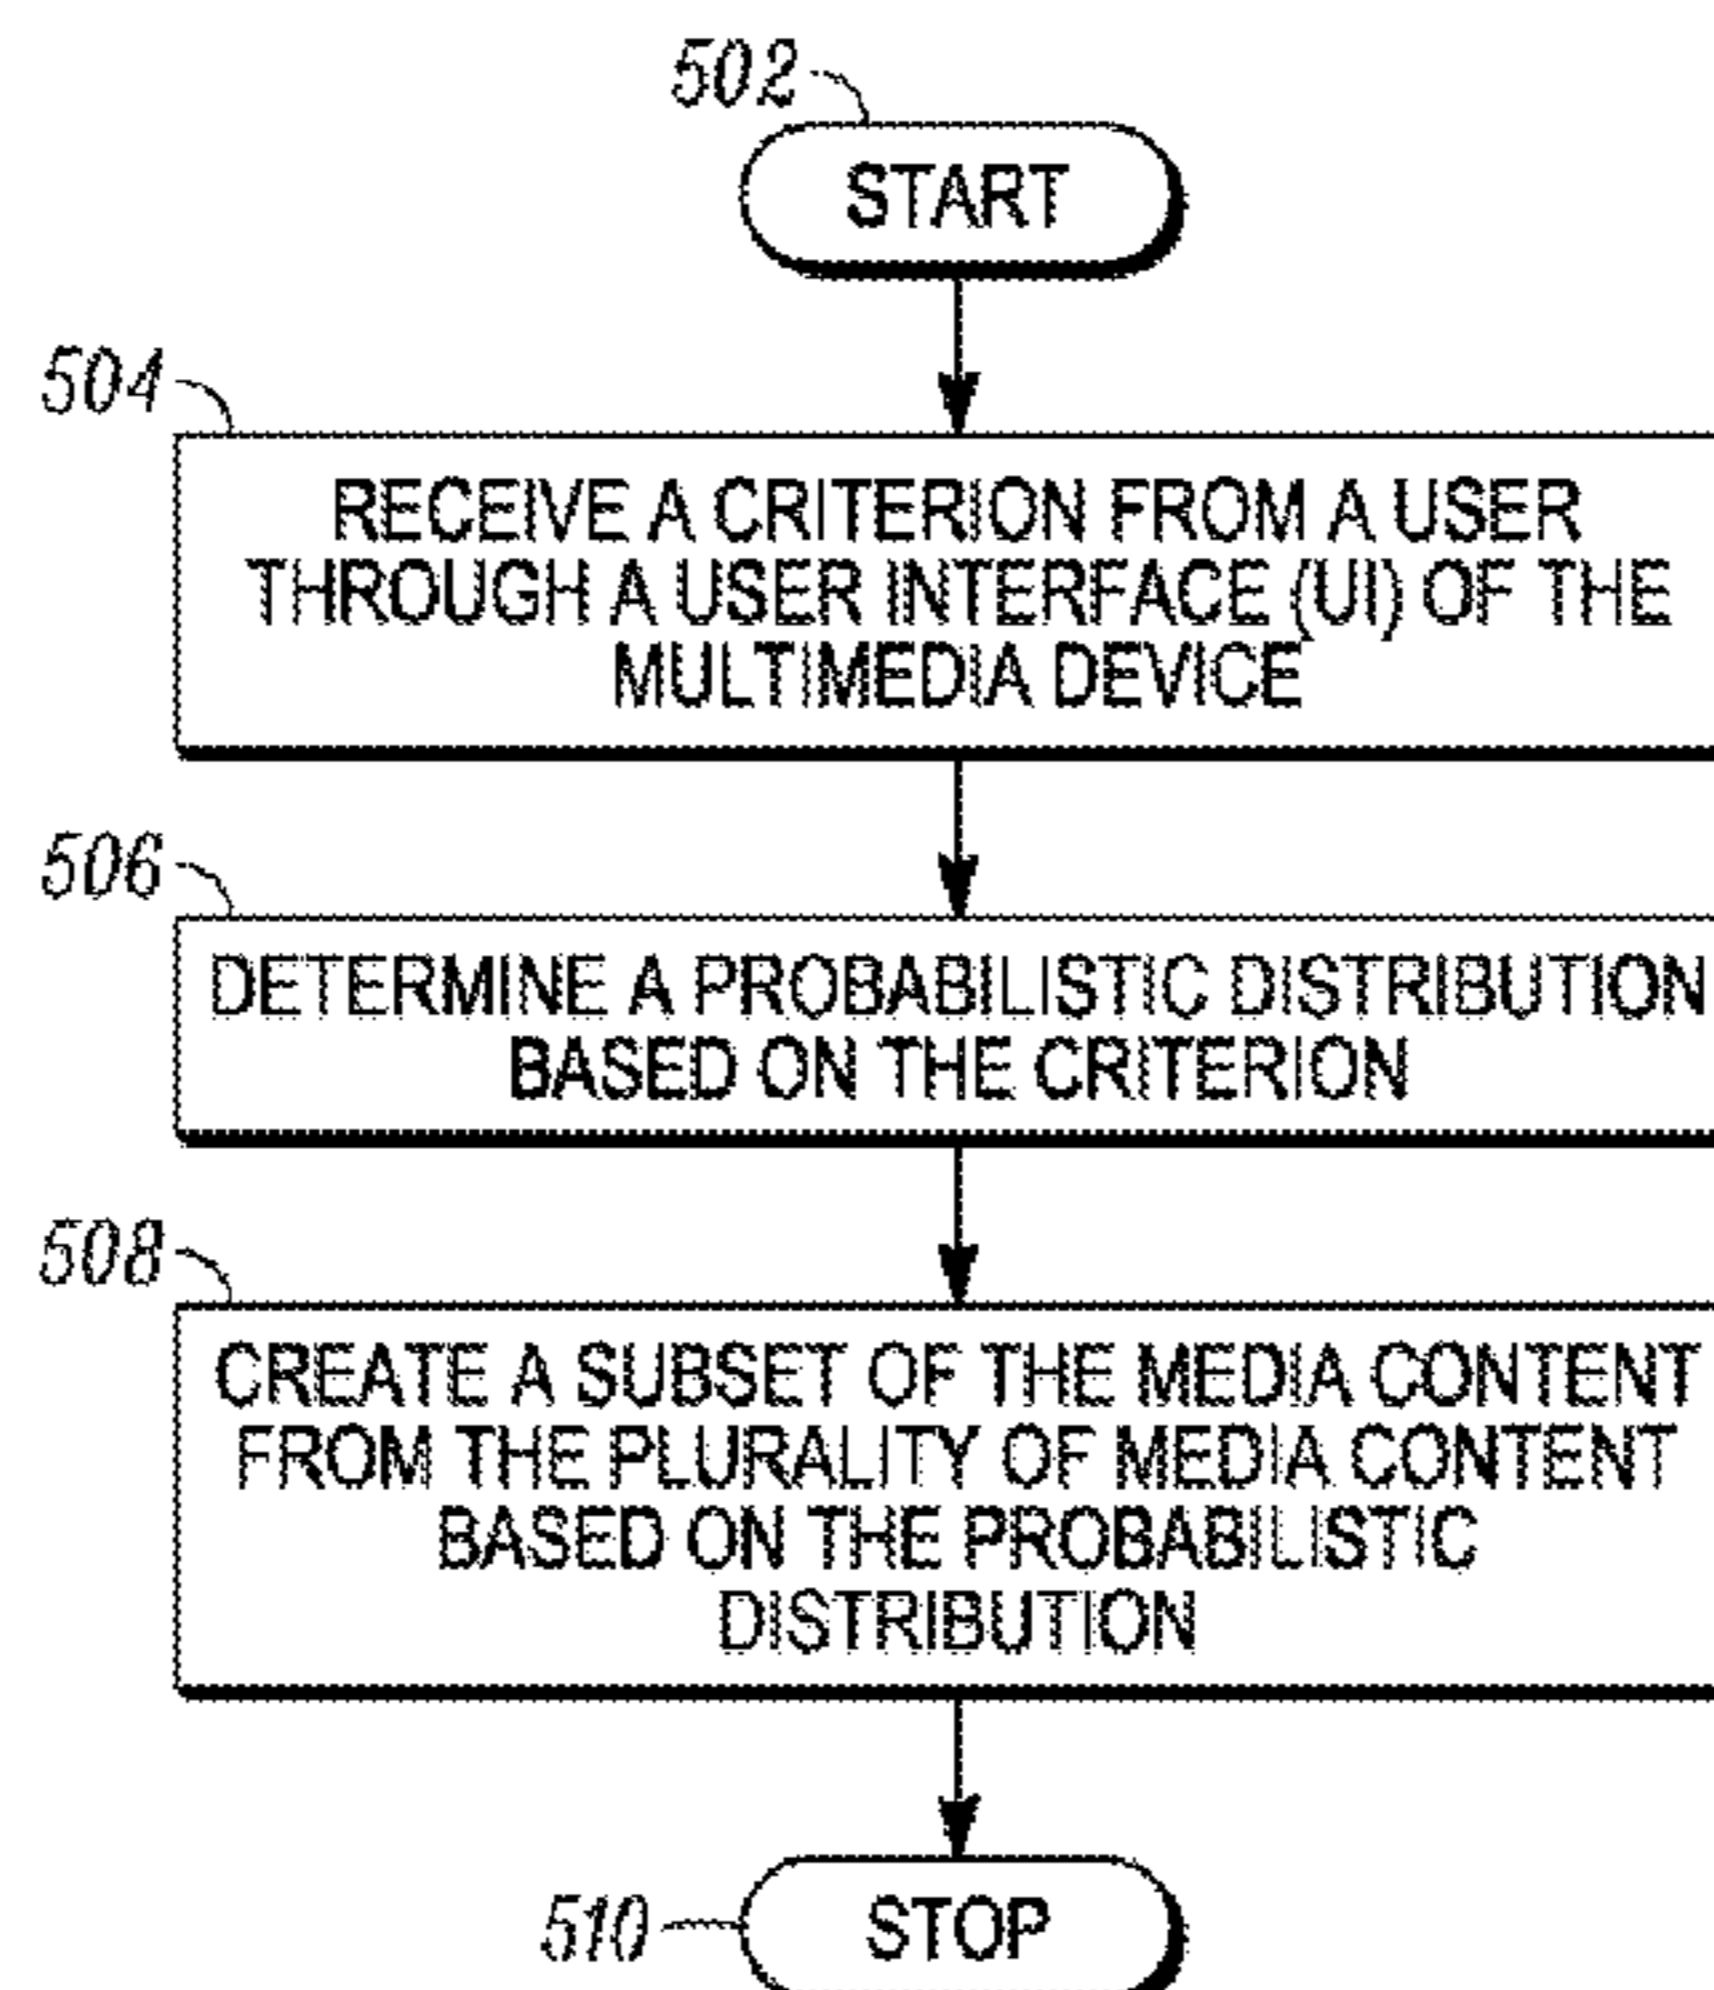 502
START
504
RECEIVE A CRITERION FROM A USER
THROUGH A USER INTERFACE (UI) OF THE
MULTIMEDIA DEVICE
506
DETERMINE A PROBABILISTIC DISTRIBUTION
BASED ON THE CRITERION
508
CREATE A SUBSET OF THE MEDIA CONTENT
FROM THE PLURALITY OF MEDIA CONTENT
BASED ON THE PROBABILISTIC
DISTRIBUTION
510
STOP